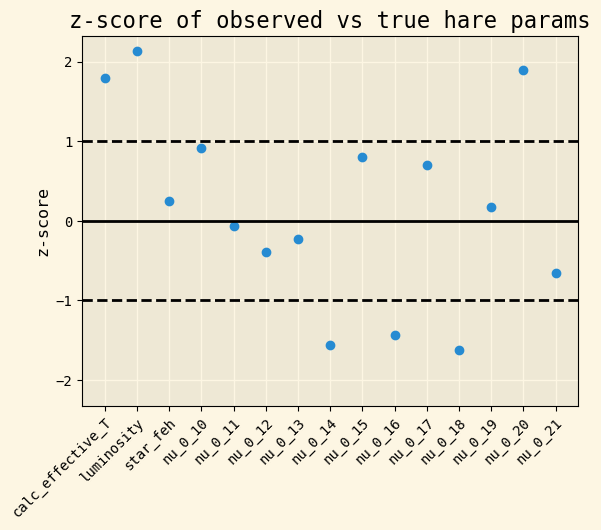 z-score of observed vs true hare params
z-score
2
1
0
−1
−2
calc_effective_T
luminosity
star_feh
nu_0_10
nu_0_11
nu_0_12
nu_0_13
nu_0_14
nu_0_15
nu_0_16
nu_0_17
nu_0_18
nu_0_19
nu_0_20
nu_0_21